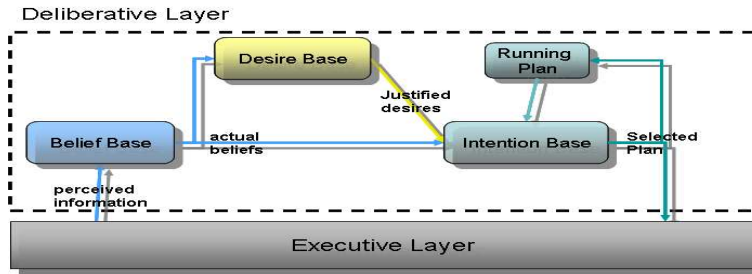 Deliberative Layer
Desire Base
Running
Plan
Justified
desires
Belief Base
actual
beliefs
Intention Base
Selected
Plan
perceived
information
Executive Layer